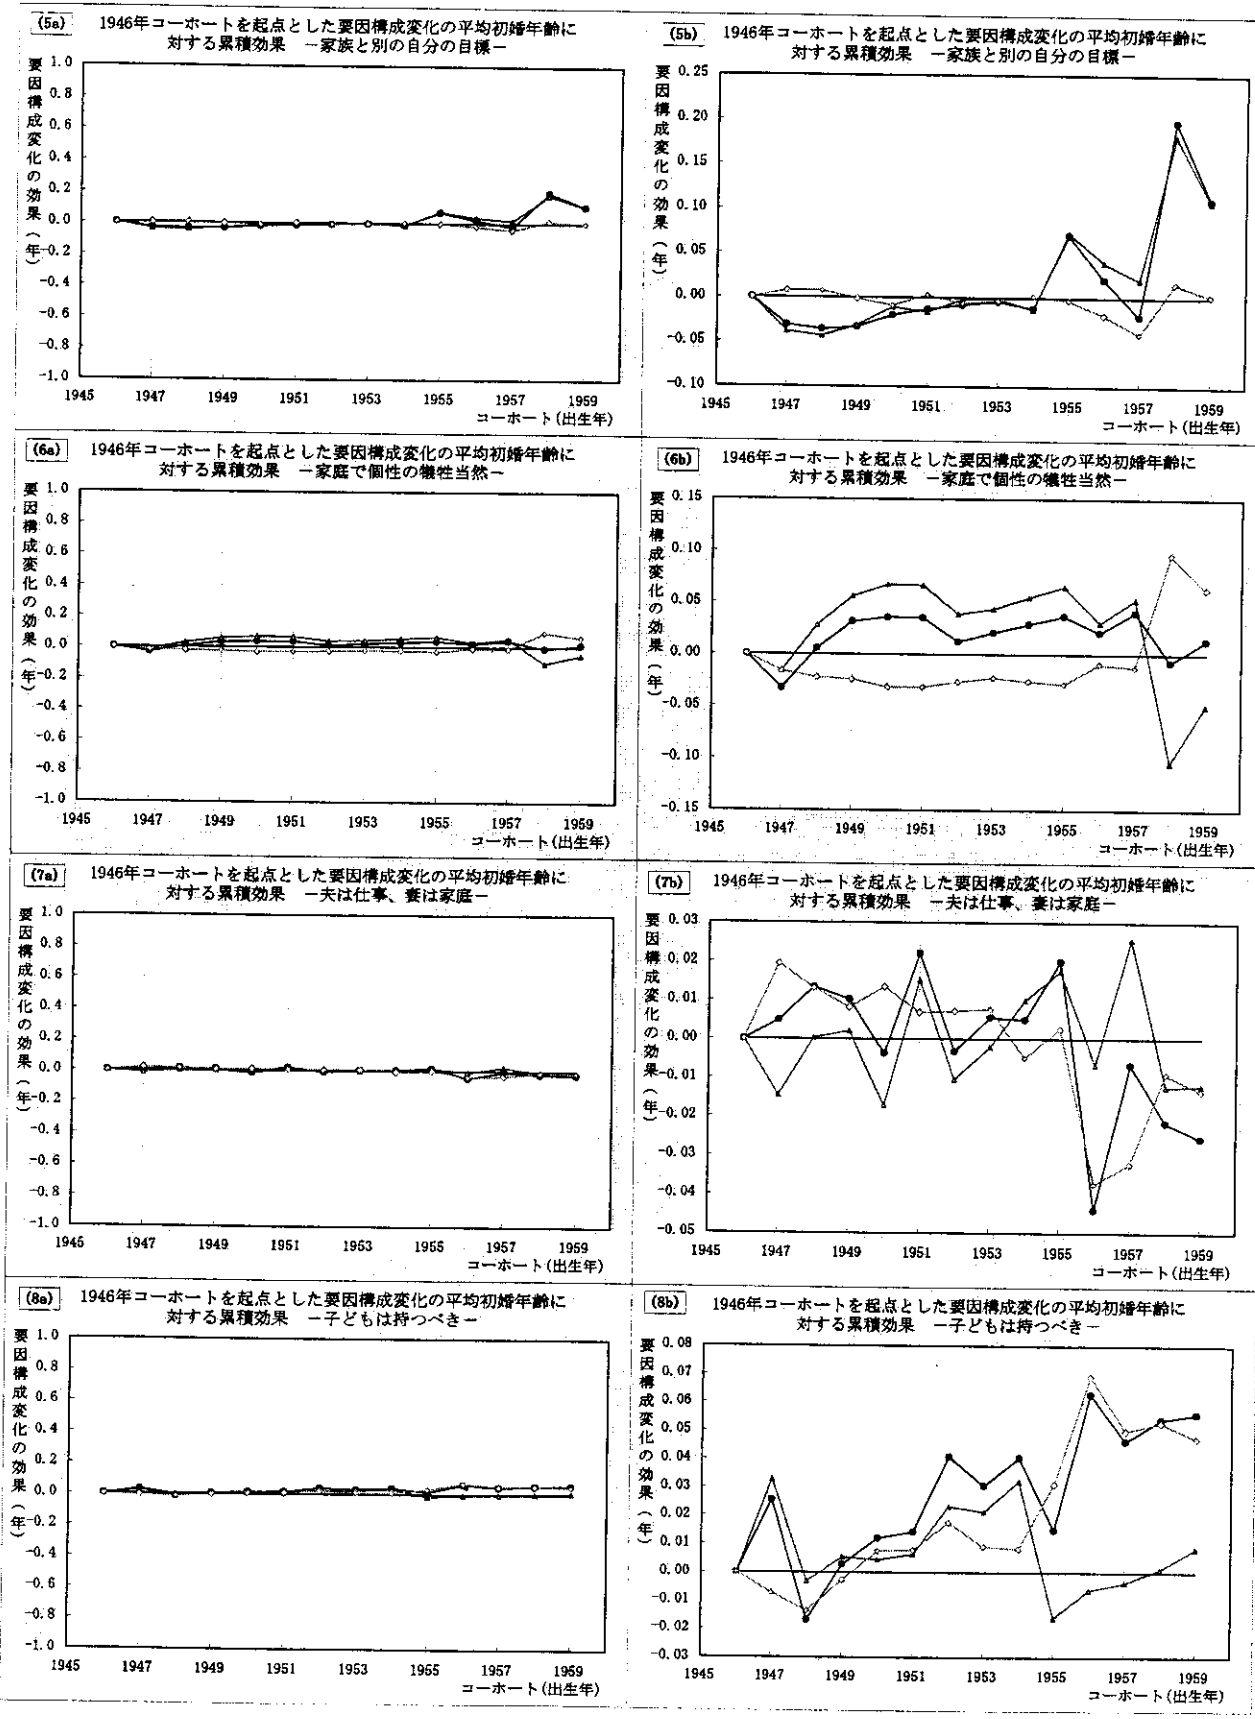 (5a) 1946年コーホートを起点とした要因構成変化の平均初婚年齢に
対する累積効果 －家族と別の自分の目標－
要因構成変化の効果(年)
1.0
0.8
0.6
0.4
0.2
0.0
-0.2
-0.4
-0.6
-0.8
-1.0
1945 1947 1949 1951 1953 1955 1957 1959
コーホート(出生年)
(5b) 1946年コーホートを起点とした要因構成変化の平均初婚年齢に
対する累積効果 －家族と別の自分の目標－
要因構成変化の効果(年)
0.25
0.20
0.15
0.10
0.05
0.00
-0.05
-0.10
1945 1947 1949 1951 1953 1955 1957 1959
コーホート(出生年)
(6a) 1946年コーホートを起点とした要因構成変化の平均初婚年齢に
対する累積効果 －家庭で個性の犠牲当然－
要因構成変化の効果(年)
1.0
0.8
0.6
0.4
0.2
0.0
-0.2
-0.4
-0.6
-0.8
-1.0
1945 1947 1949 1951 1953 1955 1957 1959
コーホート(出生年)
(6b) 1946年コーホートを起点とした要因構成変化の平均初婚年齢に
対する累積効果 －家庭で個性の犠牲当然－
要因構成変化の効果(年)
0.15
0.10
0.05
0.00
-0.05
-0.10
-0.15
1945 1947 1949 1951 1953 1955 1957 1959
コーホート(出生年)
(7a) 1946年コーホートを起点とした要因構成変化の平均初婚年齢に
対する累積効果 －夫は仕事、妻は家庭－
要因構成変化の効果(年)
1.0
0.8
0.6
0.4
0.2
0.0
-0.2
-0.4
-0.6
-0.8
-1.0
1945 1947 1949 1951 1953 1955 1957 1959
コーホート(出生年)
(7b) 1946年コーホートを起点とした要因構成変化の平均初婚年齢に
対する累積効果 －夫は仕事、妻は家庭－
要因構成変化の効果(年)
0.03
0.02
0.01
0.00
-0.01
-0.02
-0.03
-0.04
-0.05
1945 1947 1949 1951 1953 1955 1957 1959
コーホート(出生年)
(8a) 1946年コーホートを起点とした要因構成変化の平均初婚年齢に
対する累積効果 －子どもは持つべき－
要因構成変化の効果(年)
1.0
0.8
0.6
0.4
0.2
0.0
-0.2
-0.4
-0.6
-0.8
-1.0
1945 1947 1949 1951 1953 1955 1957 1959
コーホート(出生年)
(8b) 1946年コーホートを起点とした要因構成変化の平均初婚年齢に
対する累積効果 －子どもは持つべき－
要因構成変化の効果(年)
0.08
0.07
0.06
0.05
0.04
0.03
0.02
0.01
0.00
-0.01
-0.02
-0.03
1945 1947 1949 1951 1953 1955 1957 1959
コーホート(出生年)